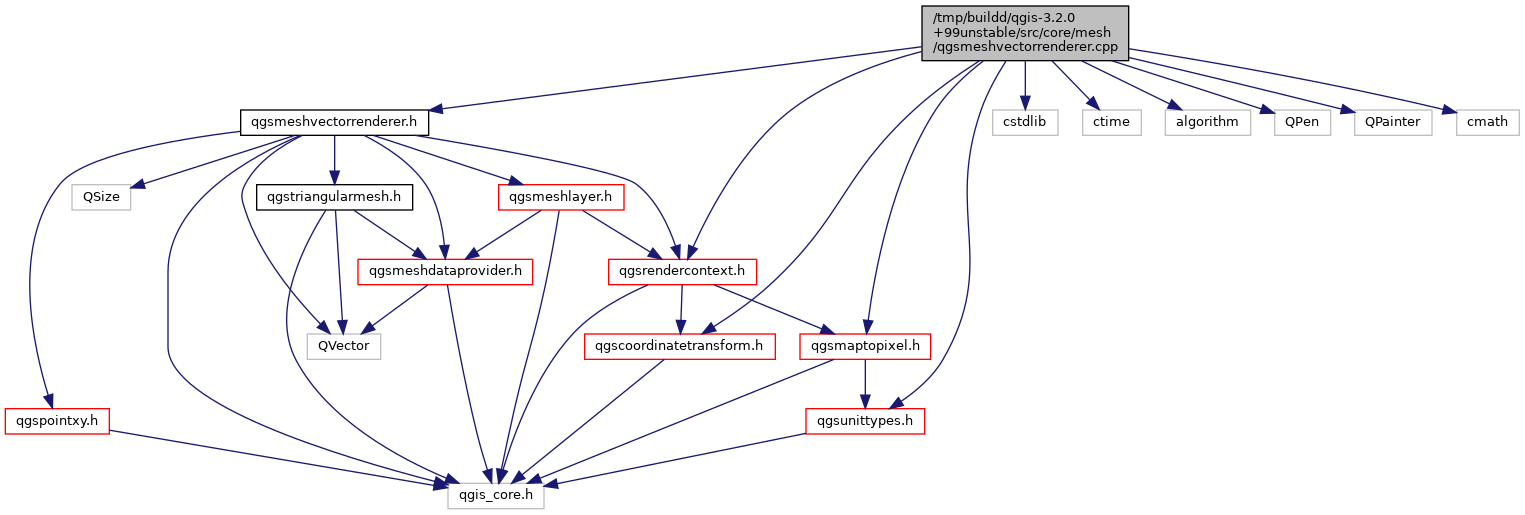 /tmp/buildd/qgis-3.2.0
+99unstable/src/core/mesh
/qgsmeshvectorrenderer.cpp
qgsmeshvectorrenderer.h
cstdlib
ctime
algorithm
QPen
QPainter
cmath
QSize
qgstriangularmesh.h
qgsmeshlayer.h
qgsmeshdataprovider.h
qgsrendercontext.h
QVector
qgscoordinatetransform.h
qgsmaptopixel.h
qgspointxy.h
qgsunittypes.h
qgis_core.h